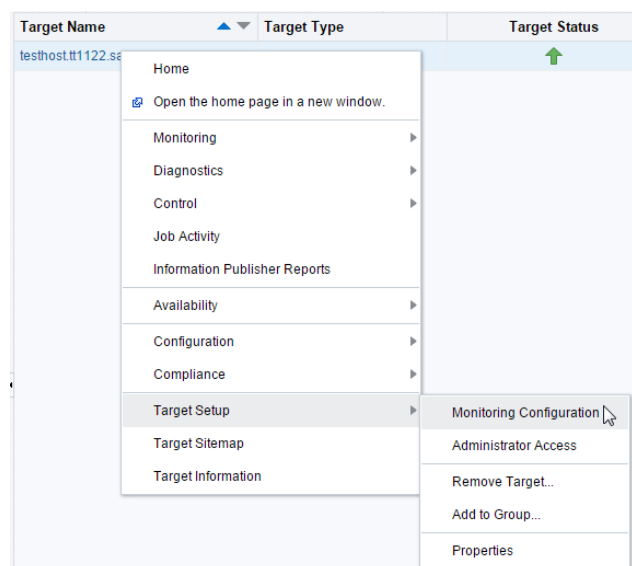 Target Name Target Type Target Status
testhost.tt1122.sa
Home
Open the home page in a new window.
Monitoring
Diagnostics
Control
Job Activity
Information Publisher Reports
Availability
Configuration
Compliance
Target Setup
Monitoring Configuration
Target Sitemap
Administrator Access
Target Information
Remove Target...
Add to Group...
Properties